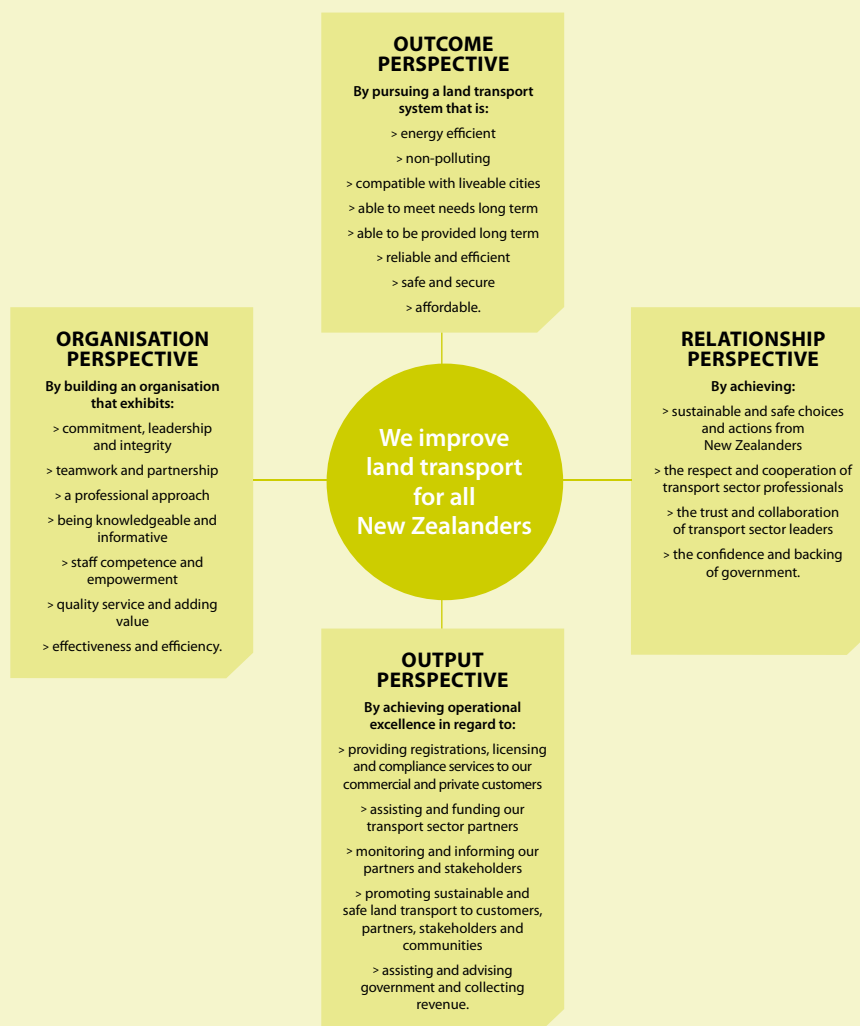 OUTCOME
PERSPECTIVE
By pursuing a land transport
system that is:
> energy efficient
> non-polluting
> compatible with liveable cities
> able to meet needs long term
> able to be provided long term
> reliable and efficient
> safe and secure
> affordable.
ORGANISATION
PERSPECTIVE
By building an organisation
that exhibits:
> commitment, leadership
and integrity
> teamwork and partnership
> a professional approach
> being knowledgeable and
informative
> staff competence and
empowerment
> quality service and adding
value
> effectiveness and efficiency.
We improve
land transport
for all
New Zealanders
RELATIONSHIP
PERSPECTIVE
By achieving:
> sustainable and safe choices
and actions from
New Zealanders
> the respect and cooperation of
transport sector professionals
> the trust and collaboration
of transport sector leaders
> the confidence and backing
of government.
OUTPUT
PERSPECTIVE
By achieving operational
excellence in regard to:
> providing registrations, licensing
and compliance services to our
commercial and private customers
> assisting and funding our
transport sector partners
> monitoring and informing our
partners and stakeholders
> promoting sustainable and
safe land transport to customers,
partners, stakeholders and
communities
> assisting and advising
government and collecting
revenue.